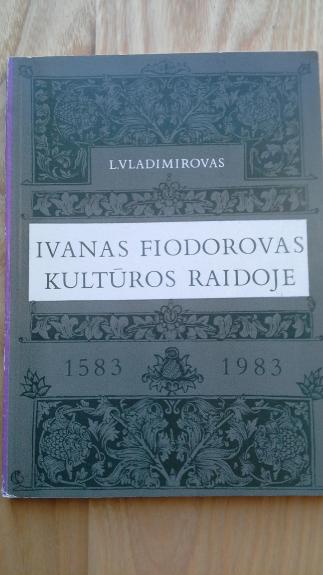 L.VLADIMIROVAS
IVANAS FIODOROVAS
KULTŪROS RAIDOJE
1583 1983